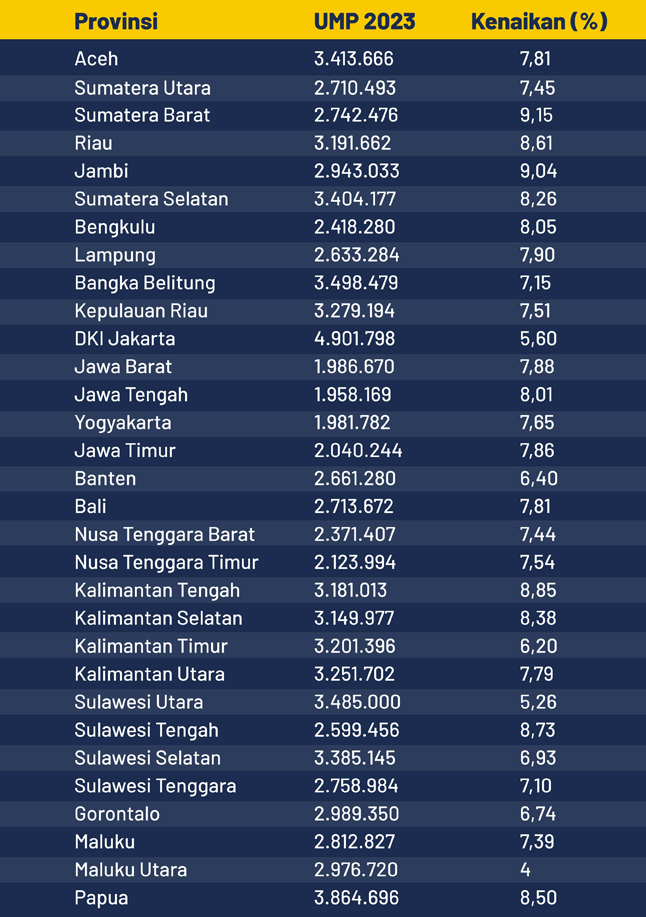 Provinsi UMP 2023 Kenaikan (%)
Aceh 3.413.666 7,81
Sumatera Utara 2.710.493 7,45
Sumatera Barat 2.742.476 9,15
Riau 3.191.662 8,61
Jambi 2.943.033 9,04
Sumatera Selatan 3.404.177 8,26
Bengkulu 2.418.280 8,05
Lampung 2.633.284 7,90
Bangka Belitung 3.498.479 7,15
Kepulauan Riau 3.279.194 7,51
DKI Jakarta 4.901.798 5,60
Jawa Barat 1.986.670 7,88
Jawa Tengah 1.958.169 8,01
Yogyakarta 1.981.782 7,65
Jawa Timur 2.040.244 7,86
Banten 2.661.280 6,40
Bali 2.713.672 7,81
Nusa Tenggara Barat 2.371.407 7,44
Nusa Tenggara Timur 2.123.994 7,54
Kalimantan Tengah 3.181.013 8,85
Kalimantan Selatan 3.149.977 8,38
Kalimantan Timur 3.201.396 6,20
Kalimantan Utara 3.251.702 7,79
Sulawesi Utara 3.485.000 5,26
Sulawesi Tengah 2.599.456 8,73
Sulawesi Selatan 3.385.145 6,93
Sulawesi Tenggara 2.758.984 7,10
Gorontalo 2.989.350 6,74
Maluku 2.812.827 7,39
Maluku Utara 2.976.720 4
Papua 3.864.696 8,50